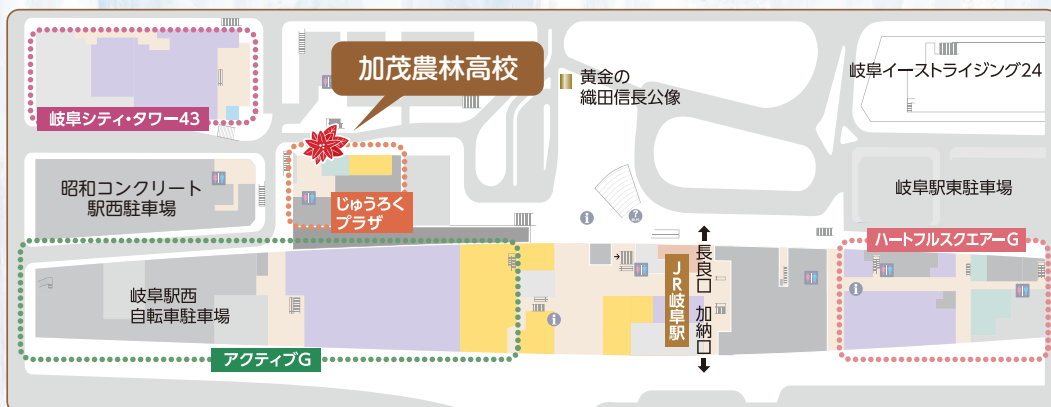 加茂農林高校
黄金の
織田信長公像
岐阜イーストライジング24
岐阜シティ・タワー43
昭和コンクリート
駅西駐車場
じゅうろく
プラザ
岐阜駅東駐車場
ハートフルスクエアーG
長良口
JR岐阜駅
加納口
岐阜駅西
自転車駐車場
アクティブG